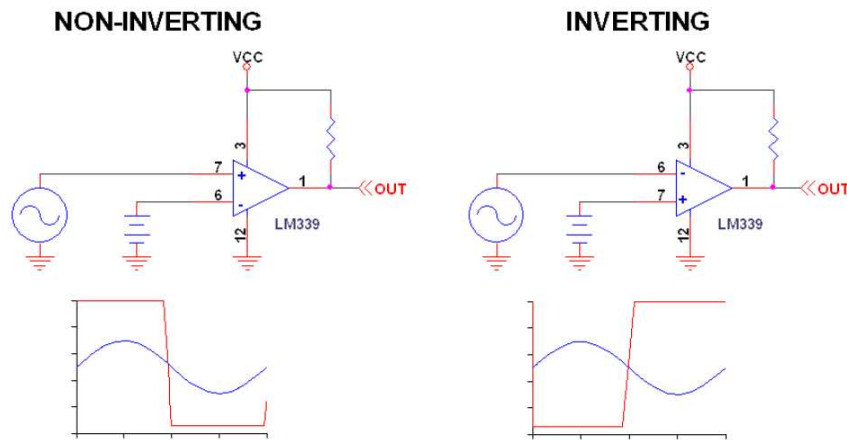 NON-INVERTING
VCC
3
7
+
1
OUT
6
-
LM339
12
INVERTING
VCC
3
6
-
1
OUT
7
+
LM339
12